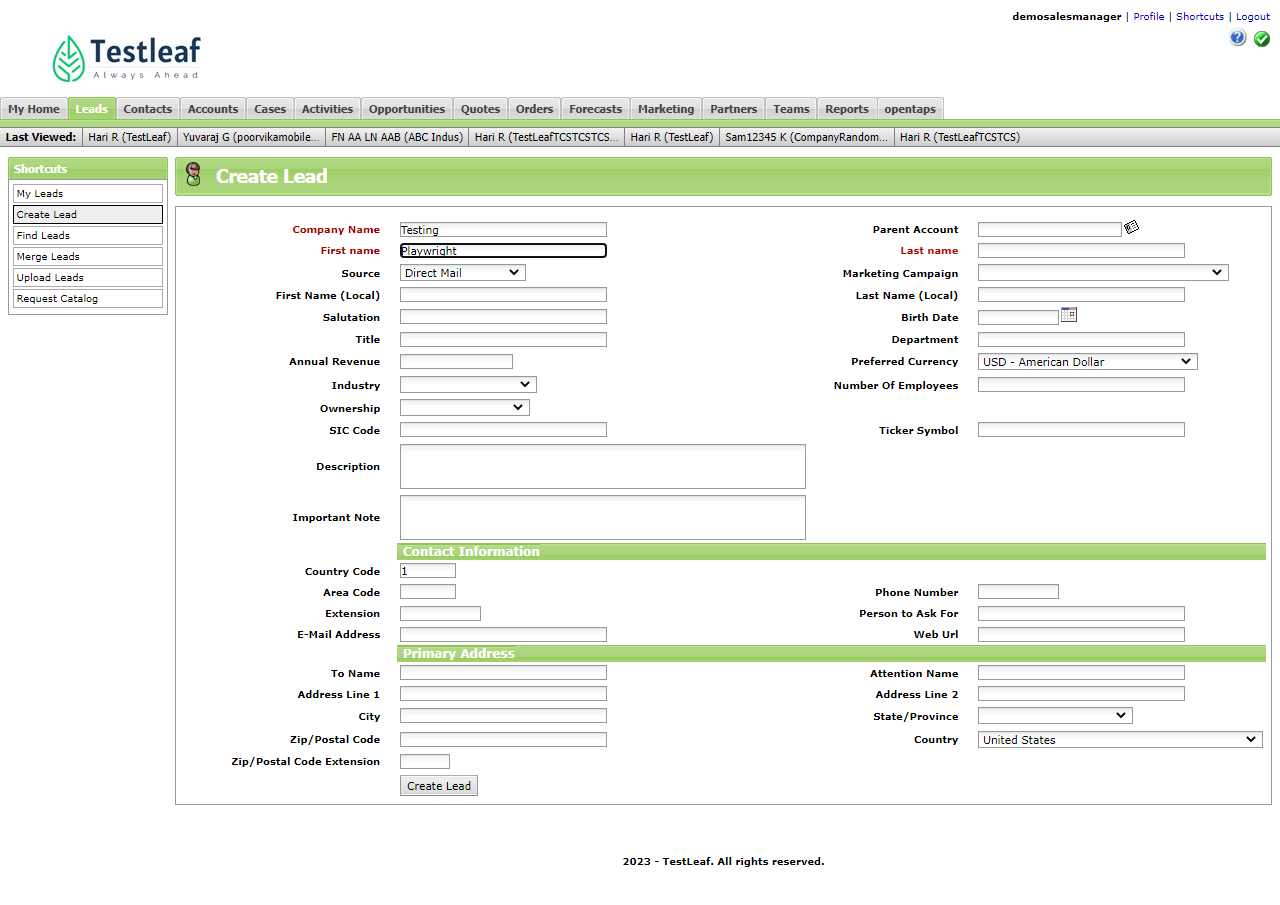 demosalesmanager | Profile | Shortcuts | Logout
Testleaf
Always Ahead
My Home Leads Contacts Accounts Cases Activities Opportunities Quotes Orders Forecasts Marketing Partners Teams Reports opentaps
Last Viewed: Hari R (TestLeaf) Yuvaraj G (poorvikamobile... FN AA LN AAB (ABC Indus) Hari R (TestLeafTCSTCSTCS... Hari R (TestLeaf) Sam12345 K (CompanyRandom... Hari R (TestLeafTCSTCS)
Shortcuts
My Leads
Create Lead
Find Leads
Merge Leads
Upload Leads
Request Catalog
Create Lead
Company Name Testing Parent Account
First name Playwright Last name
Source Direct Mail Marketing Campaign
First Name (Local) Last Name (Local)
Salutation Birth Date
Title Department
Annual Revenue Preferred Currency USD - American Dollar
Industry Number Of Employees
Ownership
SIC Code Ticker Symbol
Description
Important Note
Contact Information
Country Code 1
Area Code Phone Number
Extension Person to Ask For
E-Mail Address Web Url
Primary Address
To Name Attention Name
Address Line 1 Address Line 2
City State/Province
Zip/Postal Code Country United States
Zip/Postal Code Extension
Create Lead
2023 - TestLeaf. All rights reserved.